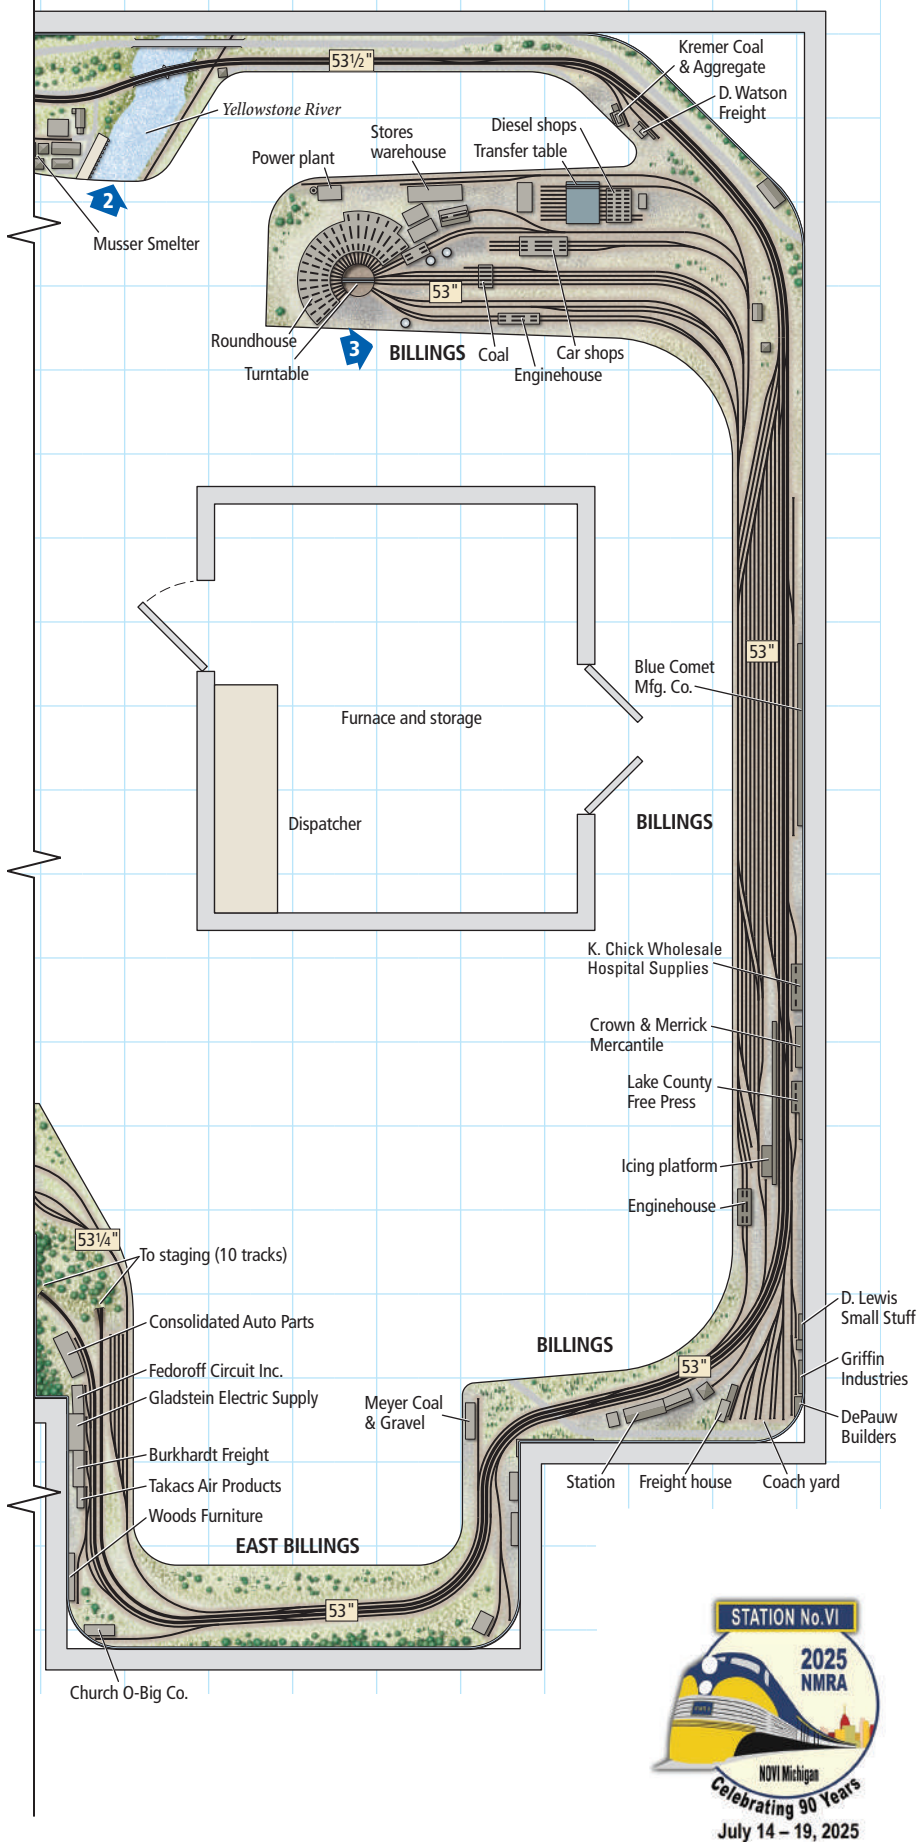 53½"
Kremer Coal
& Aggregate
D. Watson
Freight
Yellowstone River
Diesel shops
Stores
warehouse
Transfer table
Power plant
2
Musser Smelter
53"
Roundhouse
3
BILLINGS
Coal
Car shops
Turntable
Enginehouse
53"
Blue Comet
Mfg. Co.
Furnace and storage
Dispatcher
BILLINGS
K. Chick Wholesale
Hospital Supplies
Crown & Merrick
Mercantile
Lake County
Free Press
Icing platform
Enginehouse
53¼"
To staging (10 tracks)
D. Lewis
Small Stuff
Consolidated Auto Parts
BILLINGS
53"
Griffin
Industries
Fedoroff Circuit Inc.
Gladstein Electric Supply
Meyer Coal
& Gravel
DePauw
Builders
Burkhardt Freight
Station
Freight house
Coach yard
Takacs Air Products
Woods Furniture
EAST BILLINGS
53"
Church O-Big Co.
STATION No.VI
2025
NMRA
NOVI Michigan
Celebrating 90 Years
July 14 – 19, 2025